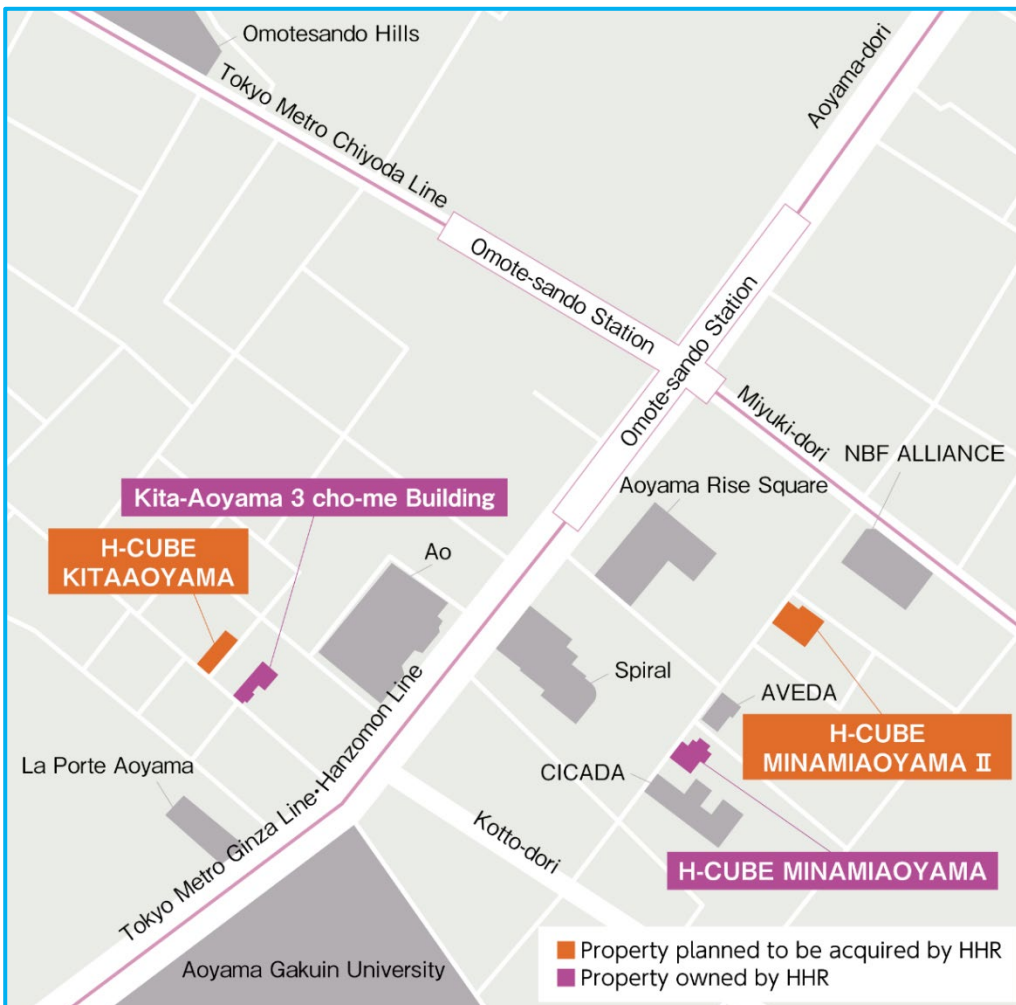 Omotesando Hills
Aoyama-dori
Tokyo Metro Chiyoda Line
Omote-sando Station
Omote-sando Station
Miyuki-dori
NBF ALLIANCE
Aoyama Rise Square
Kita-Aoyama 3 cho-me Building
H-CUBE
KITAAOYAMA
Ao
Spiral
AVEDA
H-CUBE
MINAMIAOYAMA Ⅱ
La Porte Aoyama
CICADA
Tokyo Metro Ginza Line・Hanzomon Line
Kotto-dori
H-CUBE MINAMIAOYAMA
Aoyama Gakuin University
Property planned to be acquired by HHR
Property owned by HHR